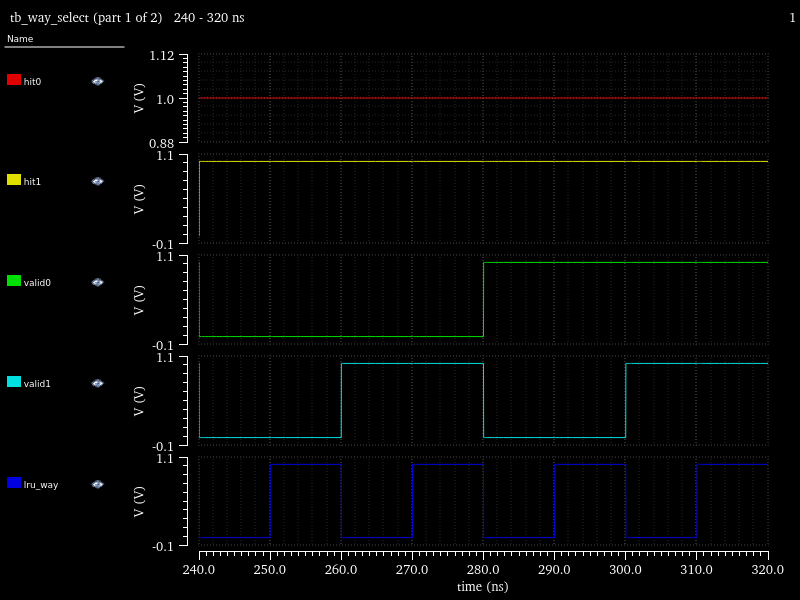 tb_way_select (part 1 of 2) 240 - 320 ns 1
Name
hit0
V (V)
1.12
1.0
0.88
hit1
V (V)
1.1
-0.1
valid0
V (V)
1.1
-0.1
valid1
V (V)
1.1
-0.1
lru_way
V (V)
1.1
-0.1
240.0 250.0 260.0 270.0 280.0 290.0 300.0 310.0 320.0
time (ns)